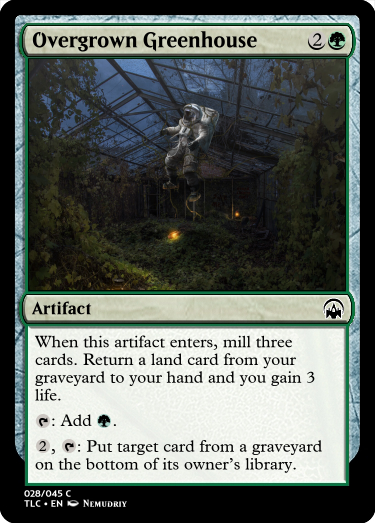 Overgrown Greenhouse 2
Artifact
When this artifact enters, mill three
cards. Return a land card from your
graveyard to your hand and you gain 3
life.
: Add .
2, : Put target card from a graveyard
on the bottom of its owner's library.
028/045 C
TLC • EN Nemudriy